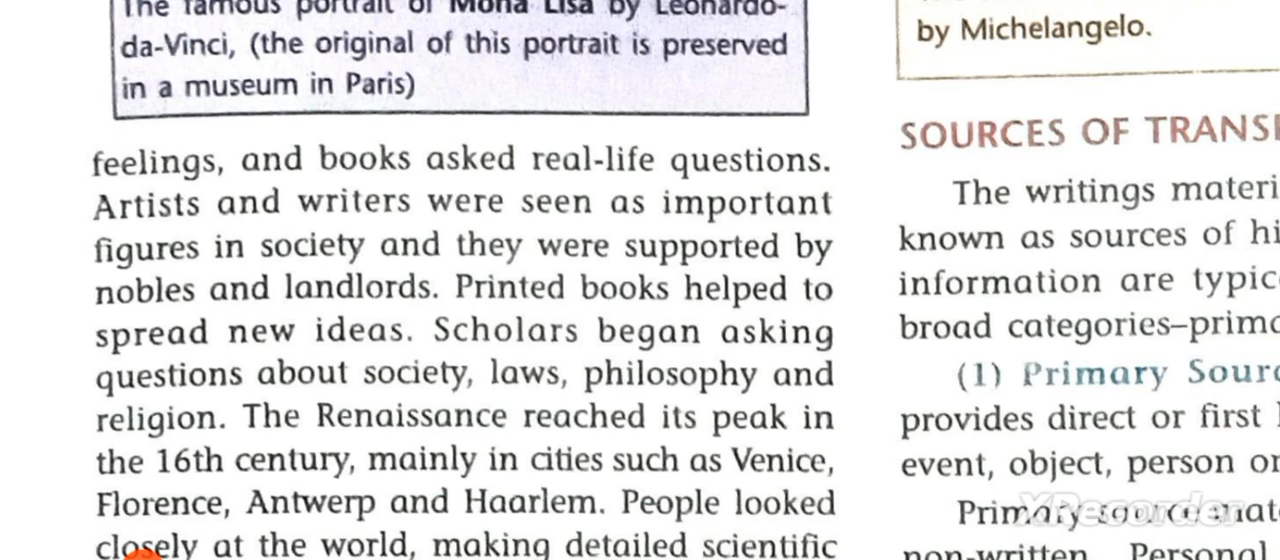 The famous portrait of Mona Lisa by Leonardo-
da-Vinci, (the original of this portrait is preserved
in a museum in Paris)
feelings, and books asked real-life questions.
Artists and writers were seen as important
figures in society and they were supported by
nobles and landlords. Printed books helped to
spread new ideas. Scholars began asking
questions about society, laws, philosophy and
religion. The Renaissance reached its peak in
the 16th century, mainly in cities such as Venice,
Florence, Antwerp and Haarlem. People looked
closely at the world, making detailed scientific
by Michelangelo.
SOURCES OF TRANS
The writings materi
known as sources of hi
information are typic
broad categories–prima
(1) Primary Sourc
provides direct or first
event, object, person or
Primary source mat
non-written. Personal
XRecorder